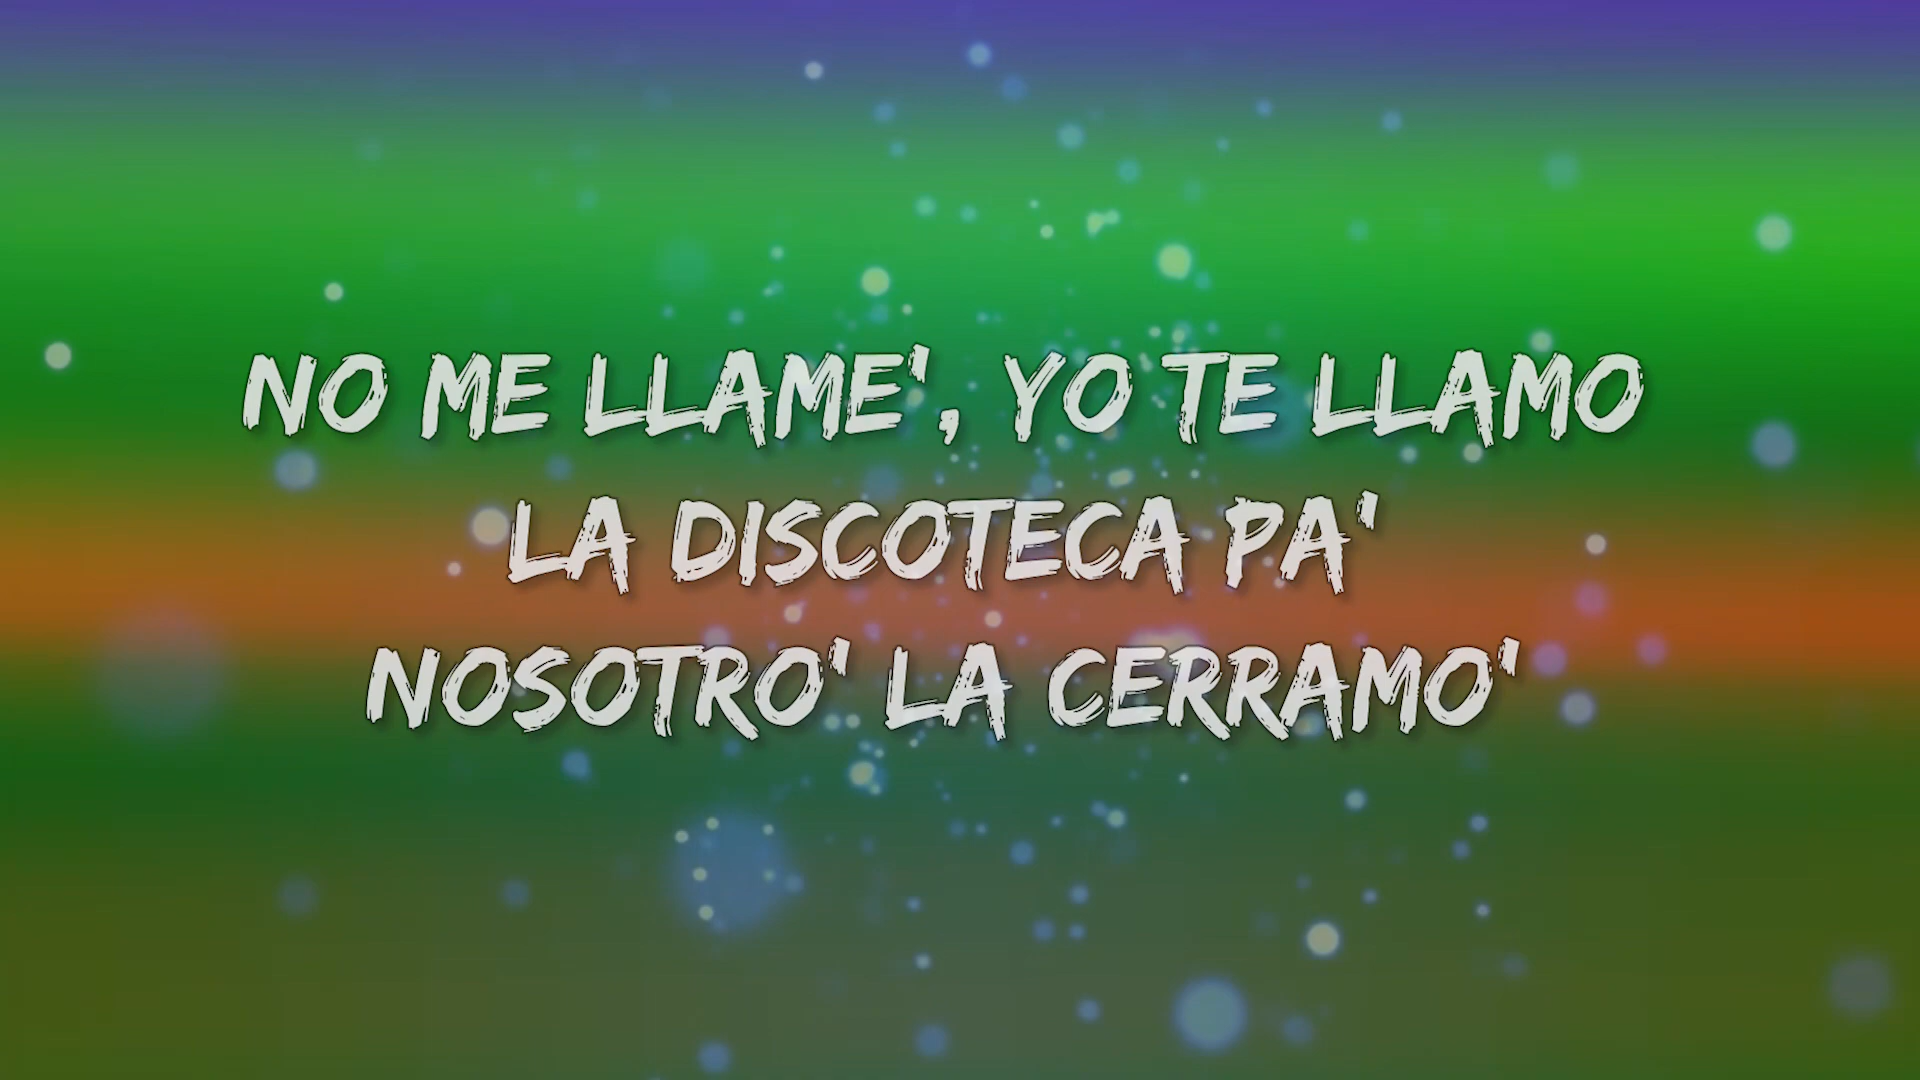 NO ME LLAME', YO TE LLAMO
LA DISCOTECA PA'
NOSOTRO' LA CERRAMO'